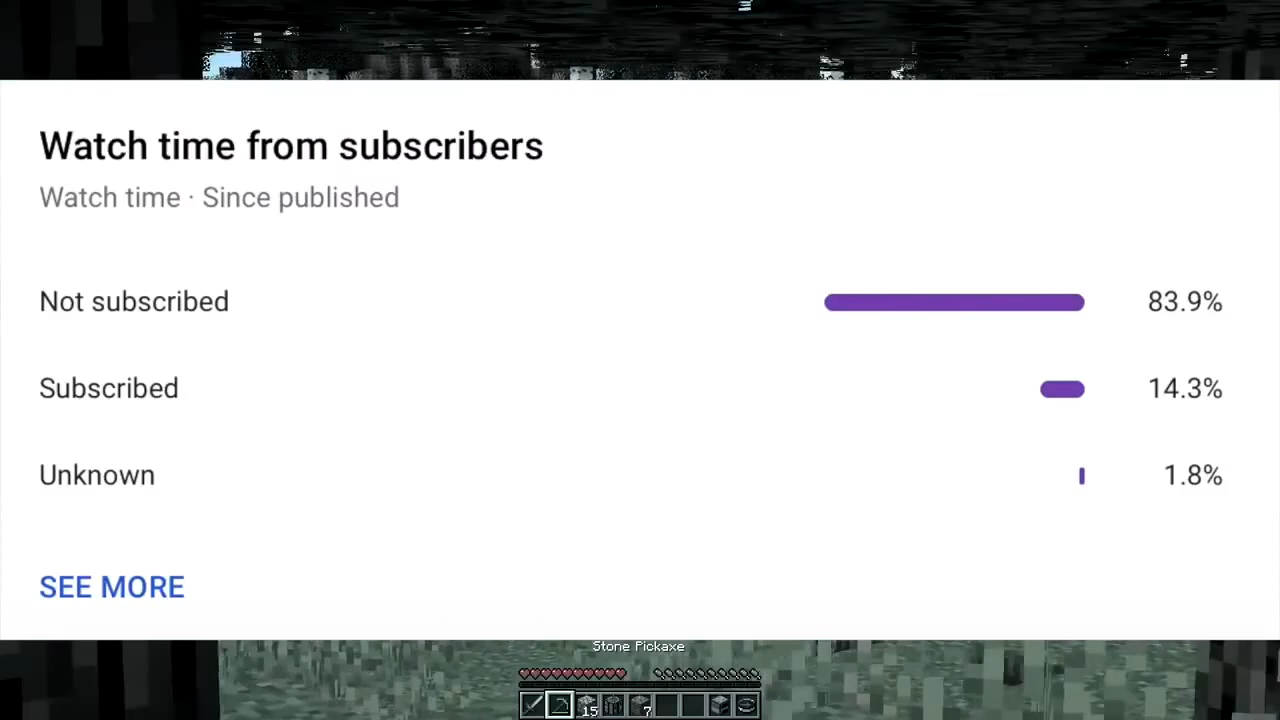 Watch time from subscribers
Watch time · Since published
Not subscribed 83.9%
Subscribed 14.3%
Unknown 1.8%
SEE MORE
Stone Pickaxe
15 7